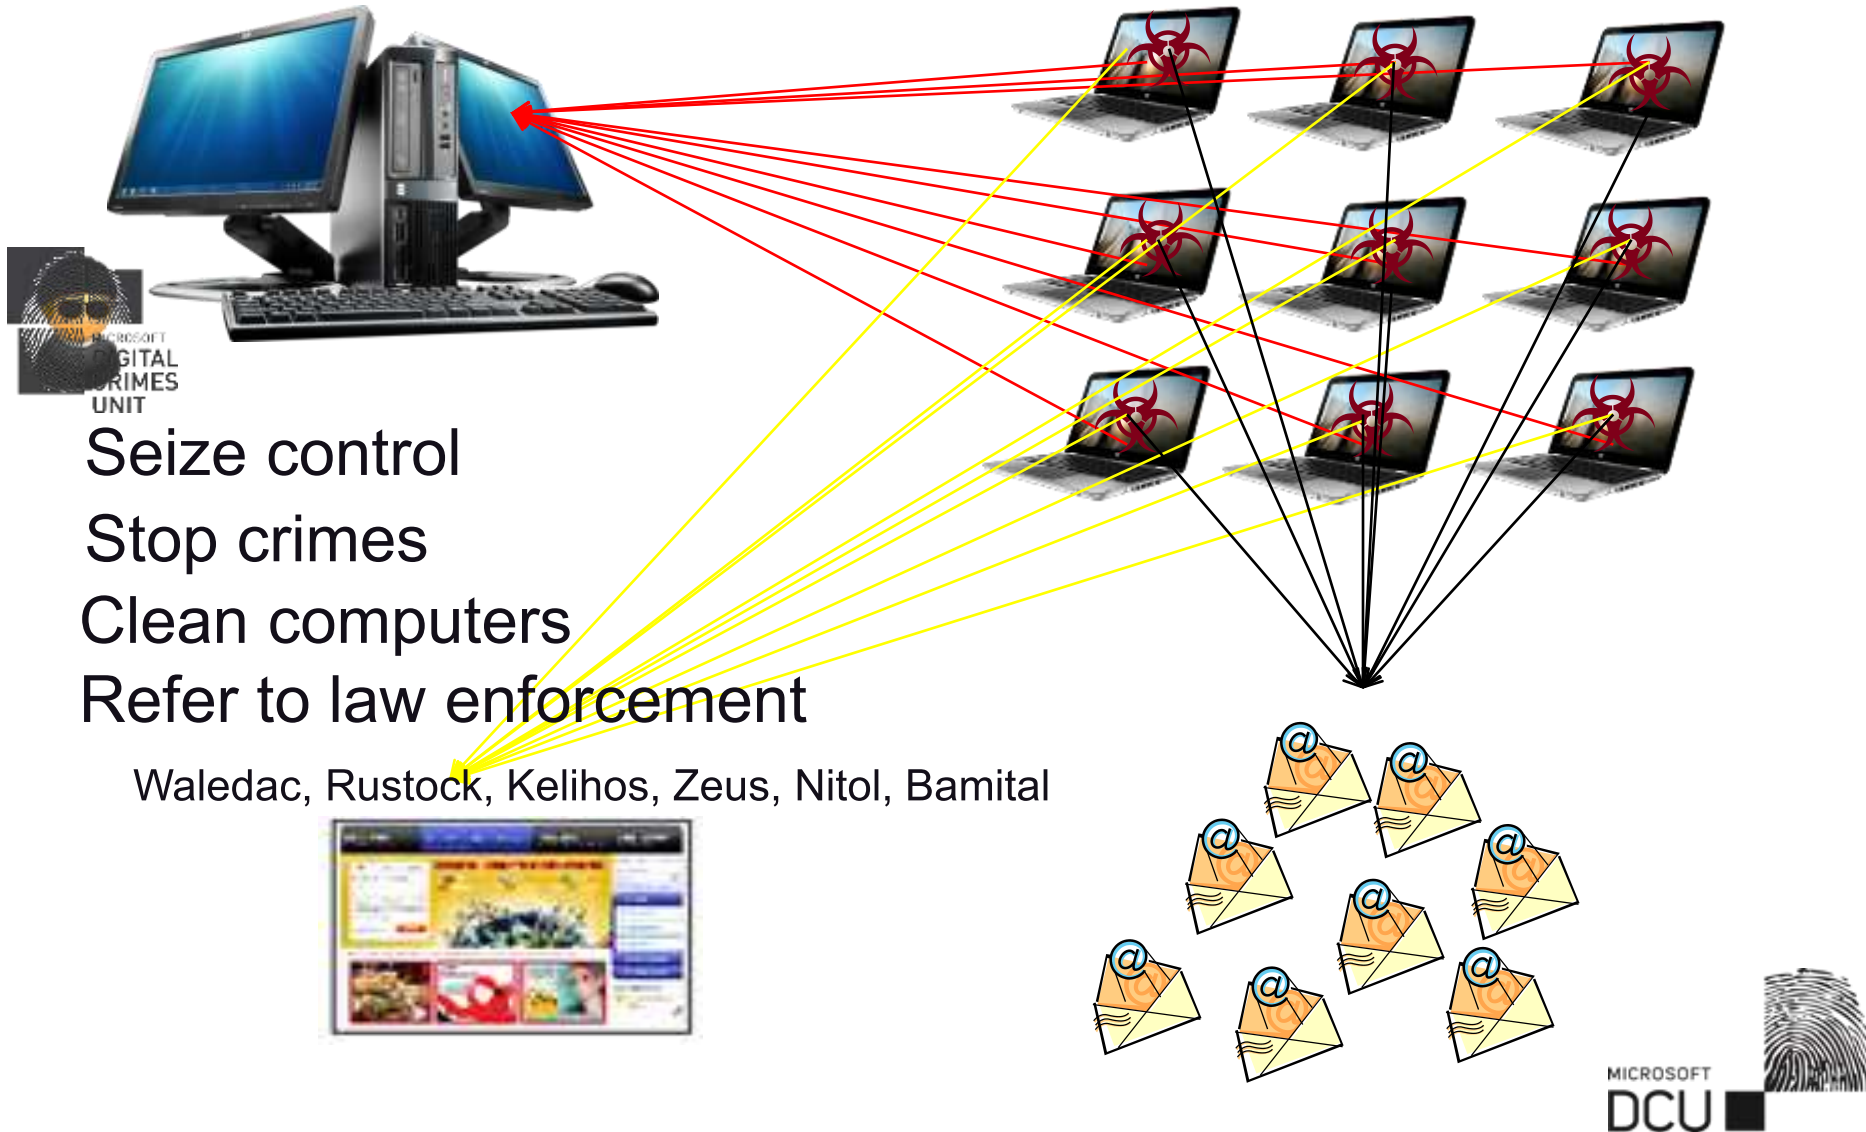 MICROSOFT
DIGITAL
CRIMES
UNIT
Seize control
Stop crimes
Clean computers
Refer to law enforcement
Waledac, Rustock, Kelihos, Zeus, Nitol, Bamital
@
@
@
@
@
@
@
@
MICROSOFT
DCU